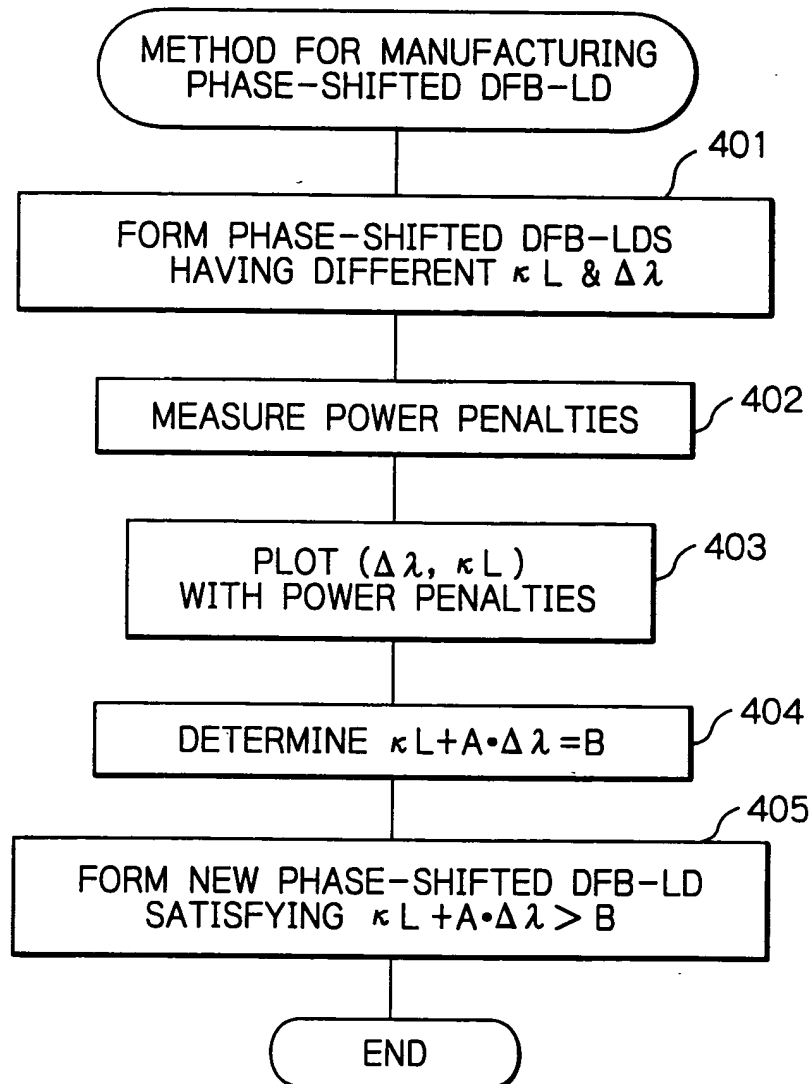 METHOD FOR MANUFACTURING
PHASE-SHIFTED DFB-LD
401
FORM PHASE-SHIFTED DFB-LDS
HAVING DIFFERENT κL & Δλ
402
MEASURE POWER PENALTIES
403
PLOT (Δλ, κL)
WITH POWER PENALTIES
404
DETERMINE κL+A•Δλ=B
405
FORM NEW PHASE-SHIFTED DFB-LD
SATISFYING κL+A•Δλ> B
END